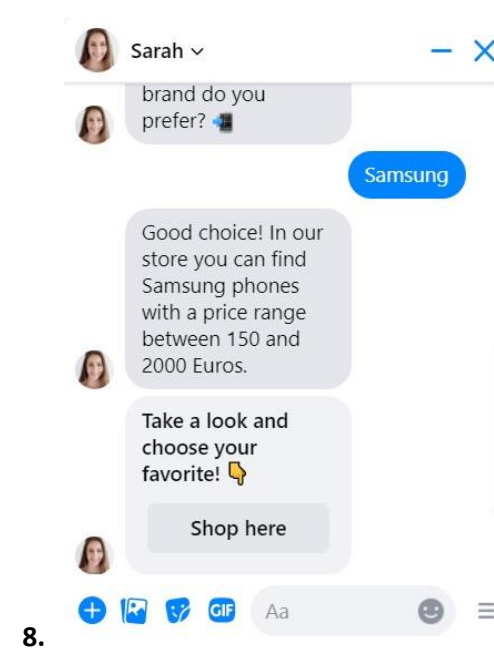 Sarah
brand do you
prefer? 📲
Samsung
Good choice! In our
store you can find
Samsung phones
with a price range
between 150 and
2000 Euros.
Take a look and
choose your
favorite! 👇
Shop here
GIF
Aa
8.